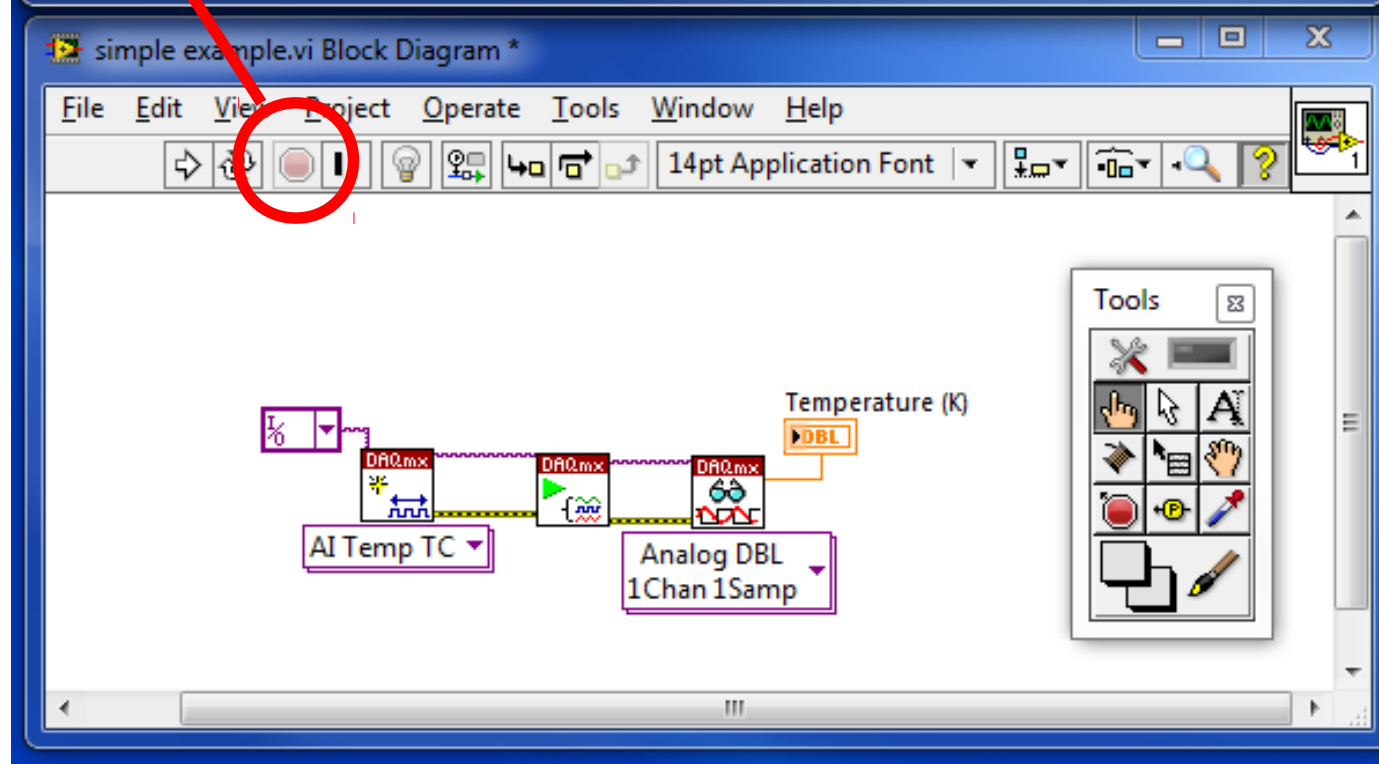 simple example.vi Block Diagram *
File Edit View Project Operate Tools Window Help
14pt Application Font
1
Tools
Temperature (K)
I/O
DBL
DAQmx DAQmx DAQmx
AI Temp TC
Analog DBL
1Chan 1Samp
A
P